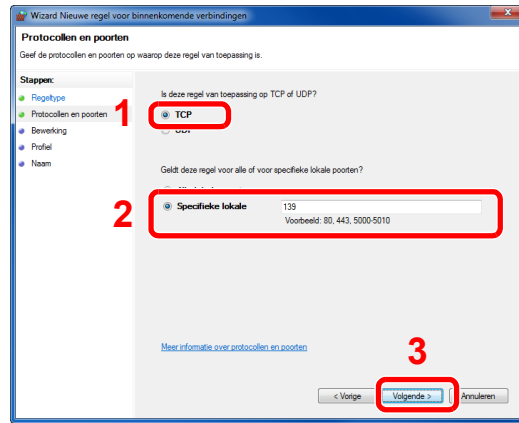 Wizard Nieuwe regel voor binnenkomende verbindingen
Protocollen en poorten
Geef de protocollen en poorten op waarop deze regel van toepassing is.
Stappen:
Regeltype
Protocollen en poorten
Bewerking
Profiel
Naam
Is deze regel van toepassing op TCP of UDP?
1
TCP
UDP
Geldt deze regel voor alle of voor specifieke lokale poorten?
2
Specifieke lokale
139
Voorbeeld: 80, 443, 5000-5010
Meer informatie over protocollen en poorten
3
< Vorige
Volgende >
Annuleren